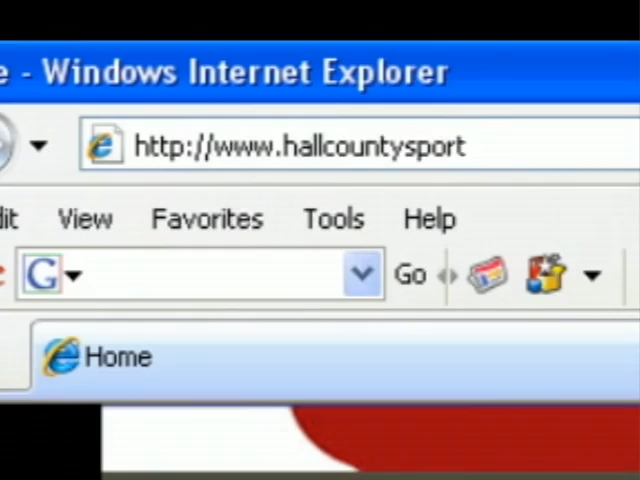 e - Windows Internet Explorer
http://www.hallcountysport
dit View Favorites Tools Help
G Go
Home